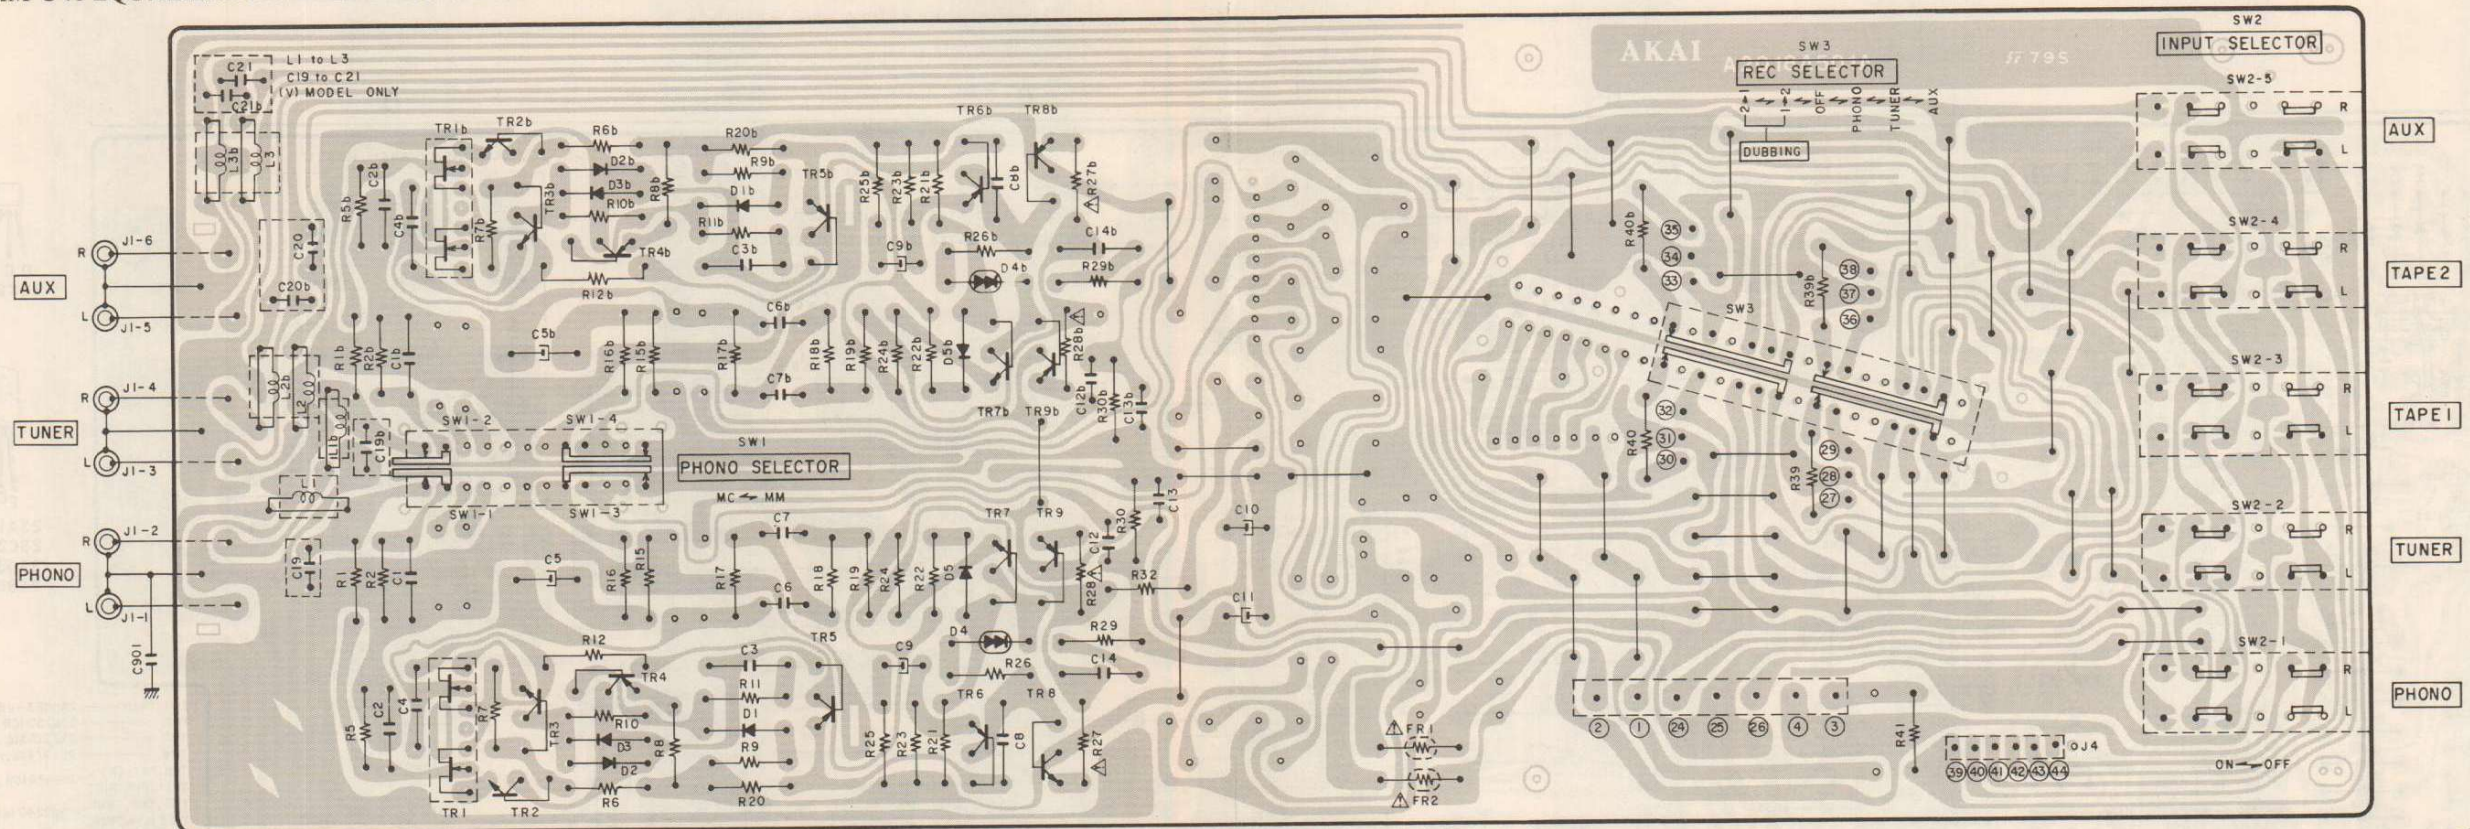 SW2
INPUT SELECTOR
SW3
REC SELECTOR
AKAI
79S
SW2-5
L1 to L3
C19 to C21
(V) MODEL ONLY
C21
C21b
2 1
1 2
OFF
PHONO
TUNER
AUX
DUBBING
R
L
AUX
TR1b
TR2b
R6b
R20b
TR6b
TR8b
D2b
R9b
L3b
L3
C2b
R5b
C4b
R7b
TR3b
D3b
R8b
D1b
TR5b
R25b
R23b
R21b
C8b
R27b
R10b
R11b
TR4b
C3b
C9b
R26b
C14b
R12b
D4b
R29b
R40b
35
34
33
38
37
36
R39b
SW2-4
R
L
TAPE2
R
J1-6
AUX
L
J1-5
C20
C20b
R1b
R2b
C1b
C5b
R16b
R15b
R17b
C6b
C7b
R18b
R19b
R24b
R22b
D5b
TR7b
TR9b
R28b
C12b
R30b
C13b
SW3
SW2-3
R
L
TAPE1
R
J1-4
TUNER
L
J1-3
L2b
L2
L1b
C19b
SW1-2
SW1-4
SW1
PHONO SELECTOR
MC MM
SW1-1
SW1-3
L1
R40
32
31
30
R39
29
28
27
SW2-2
R
L
TUNER
R
J1-2
PHONO
L
J1-1
C901
C19
R1
R2
C1
C5
R16
R15
R17
C7
C6
R18
R19
R24
R22
D5
TR7
TR9
R28
C12
R30
C13
R32
C10
C11
D4
R29
C14
R26
SW2-1
R
L
PHONO
R12
TR4
C3
R11
TR5
C9
TR6
TR8
R5
C2
C4
R7
TR3
R10
D3
D2
R8
D1
R9
R25
R23
R21
C8
R27
TR1
TR2
R6
R20
FR1
FR2
2 1 24 25 26 4 3
R41
J4
39 40 41 42 43 44
ON OFF